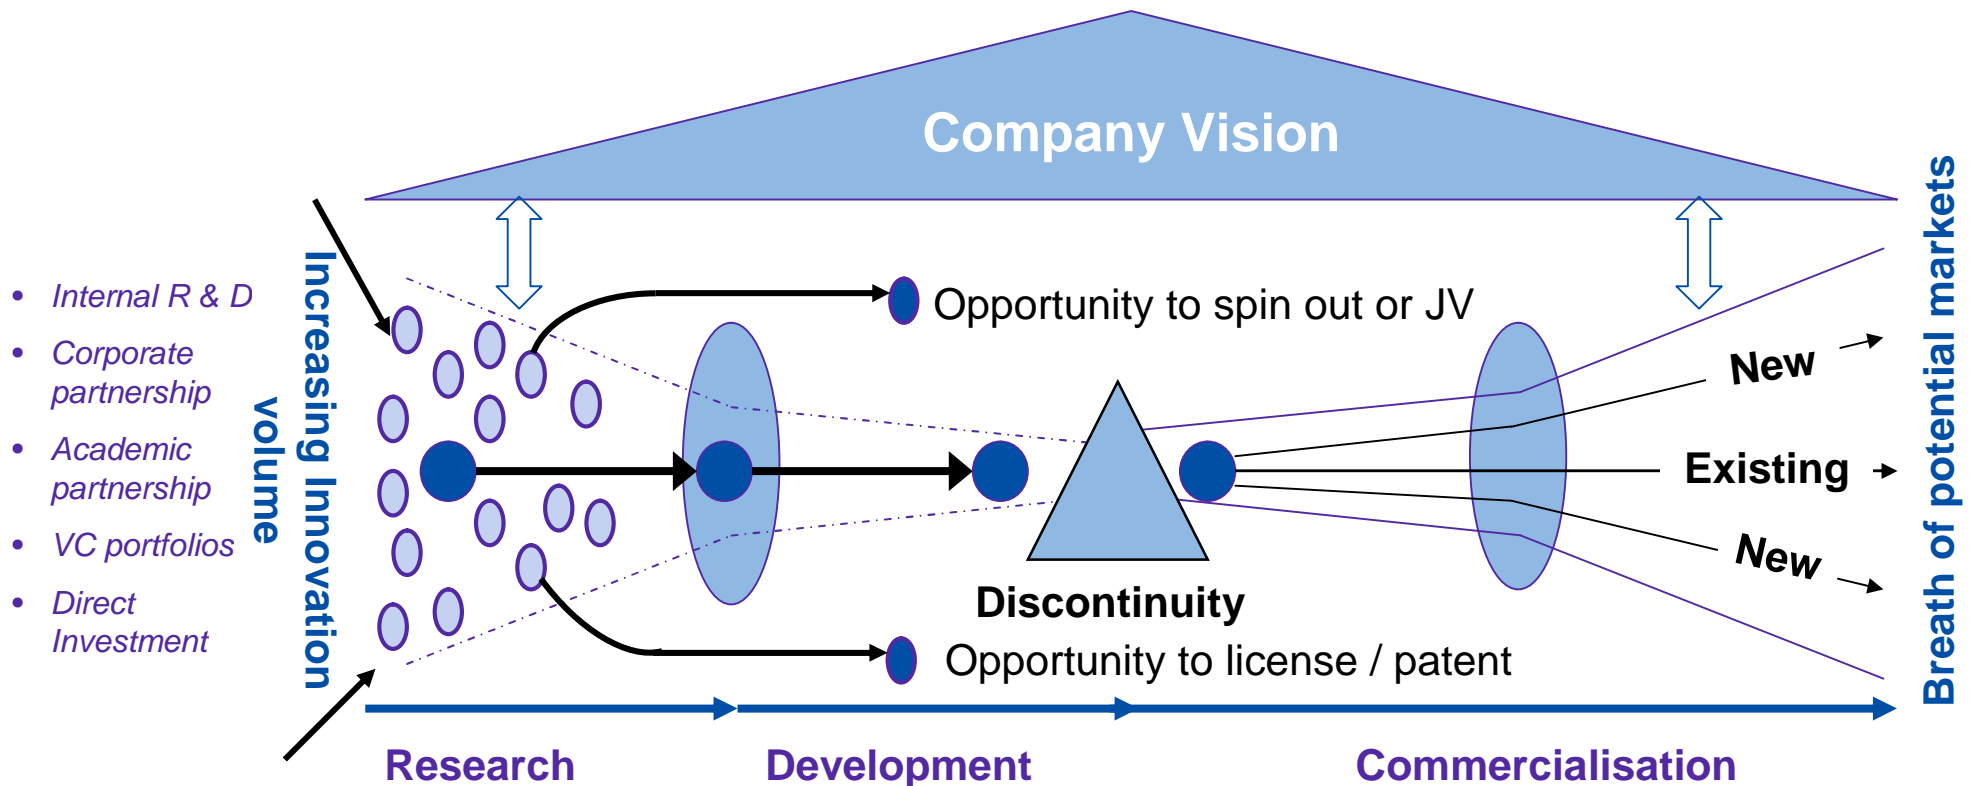 Company Vision
• Internal R & D
• Corporate
partnership
• Academic
partnership
• VC portfolios
• Direct
Investment
Increasing Innovation
volume
Opportunity to spin out or JV
New
Existing
New
Discontinuity
Opportunity to license / patent
Breath of potential markets
Research
Development
Commercialisation